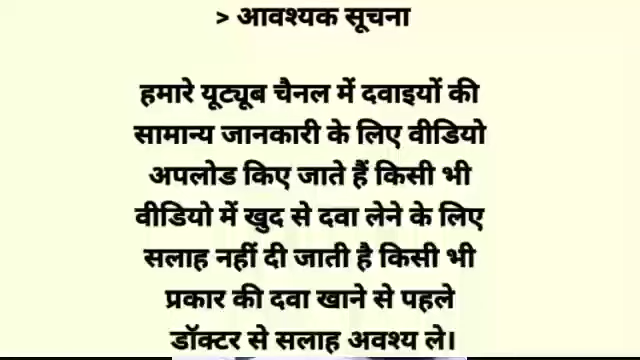 > आवश्यक सूचना
हमारे यूट्यूब चैनल में दवाइयों की
सामान्य जानकारी के लिए वीडियो
अपलोड किए जाते हैं किसी भी
वीडियो में खुद से दवा लेने के लिए
सलाह नहीं दी जाती है किसी भी
प्रकार की दवा खाने से पहले
डॉक्टर से सलाह अवश्य ले।